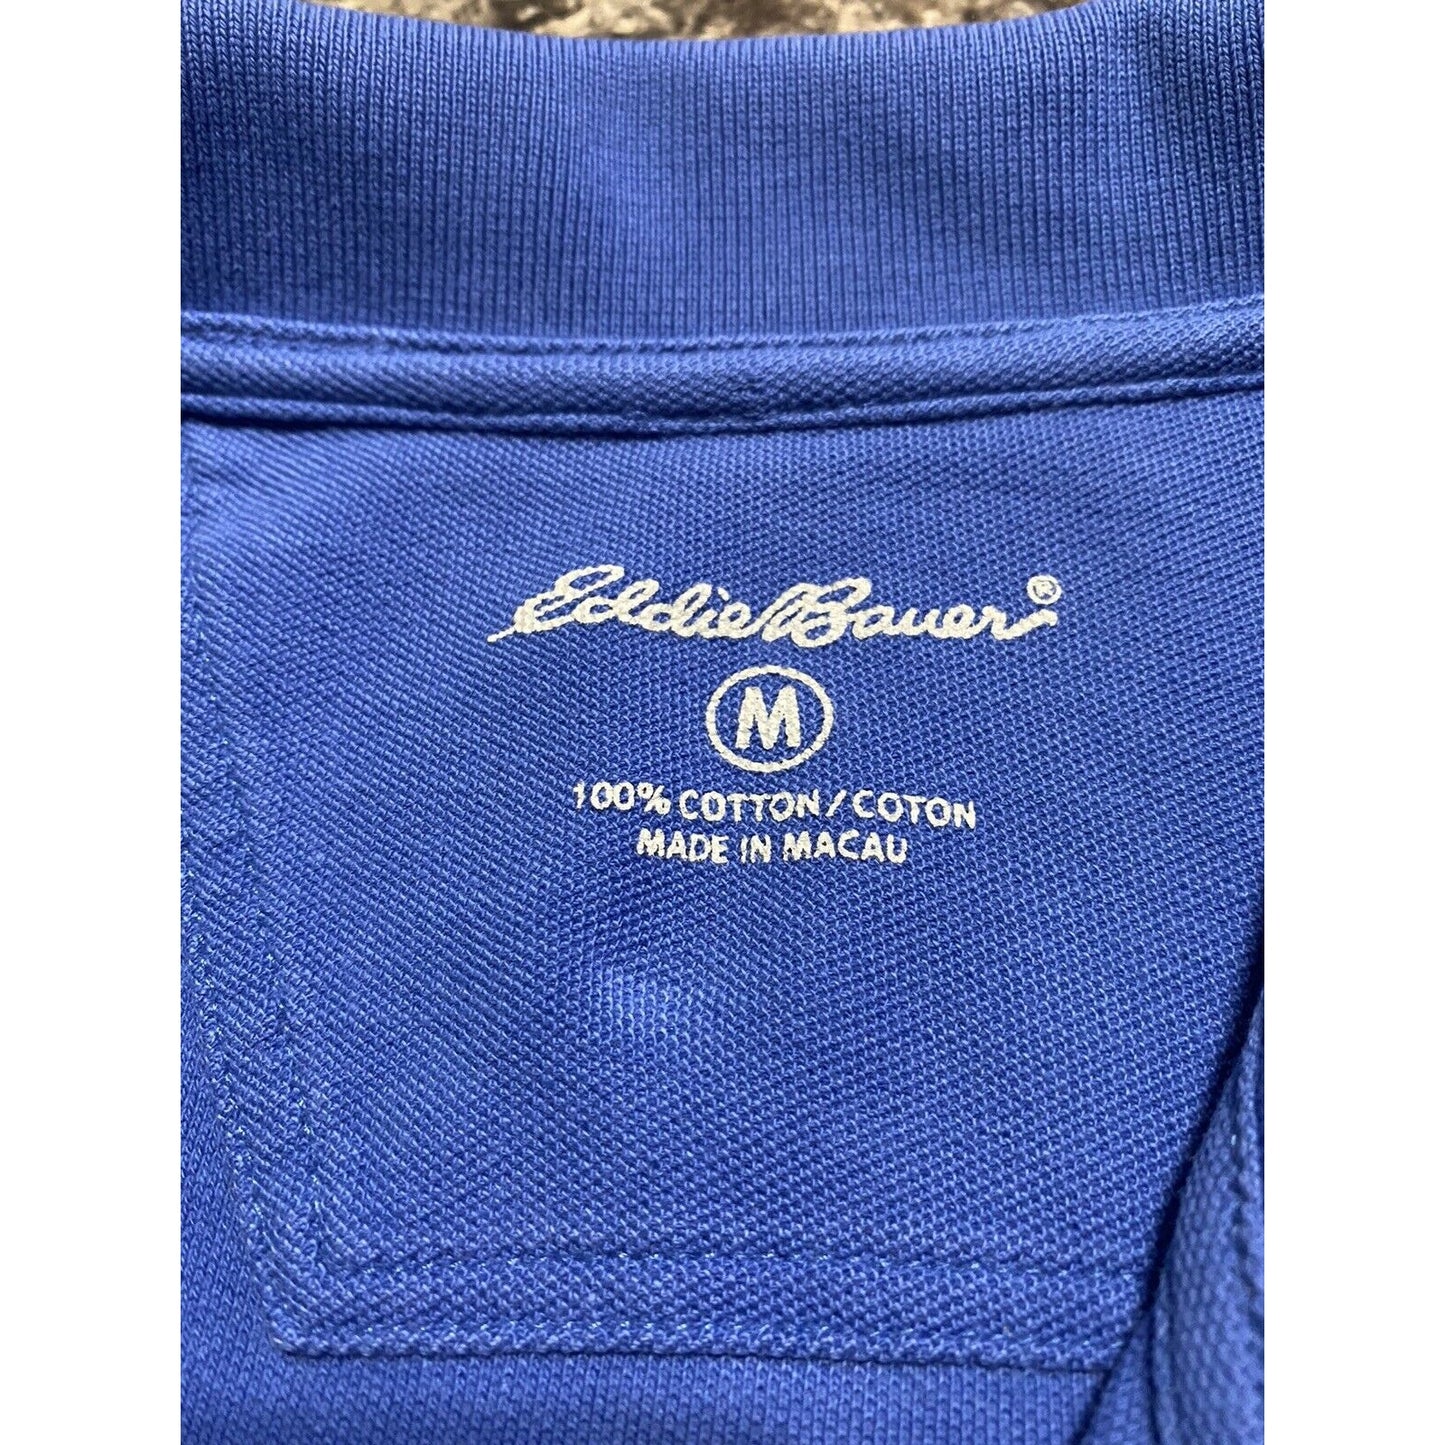 Eddie Bauer®
M
100% COTTON/COTON
MADE IN MACAU